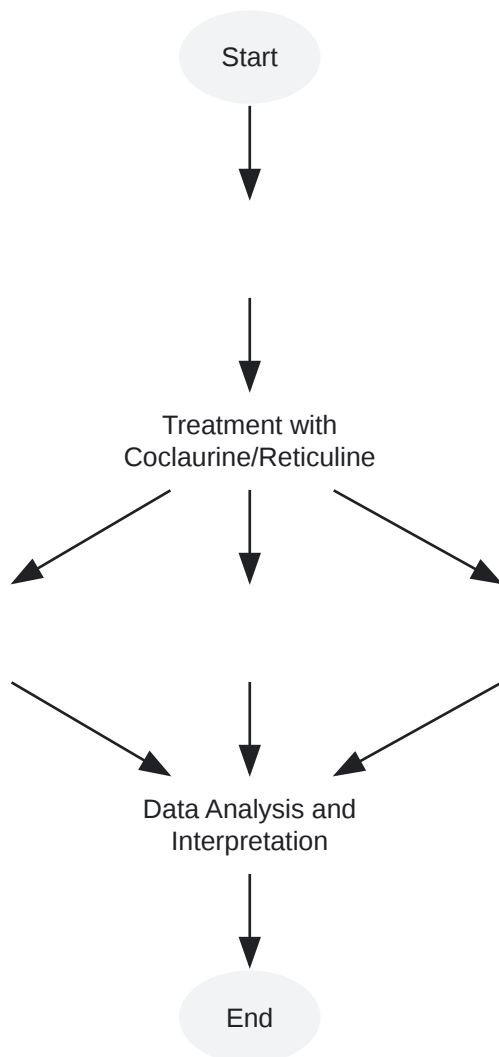 Start
Treatment with
Coclaurine/Reticuline
Data Analysis and
Interpretation
End